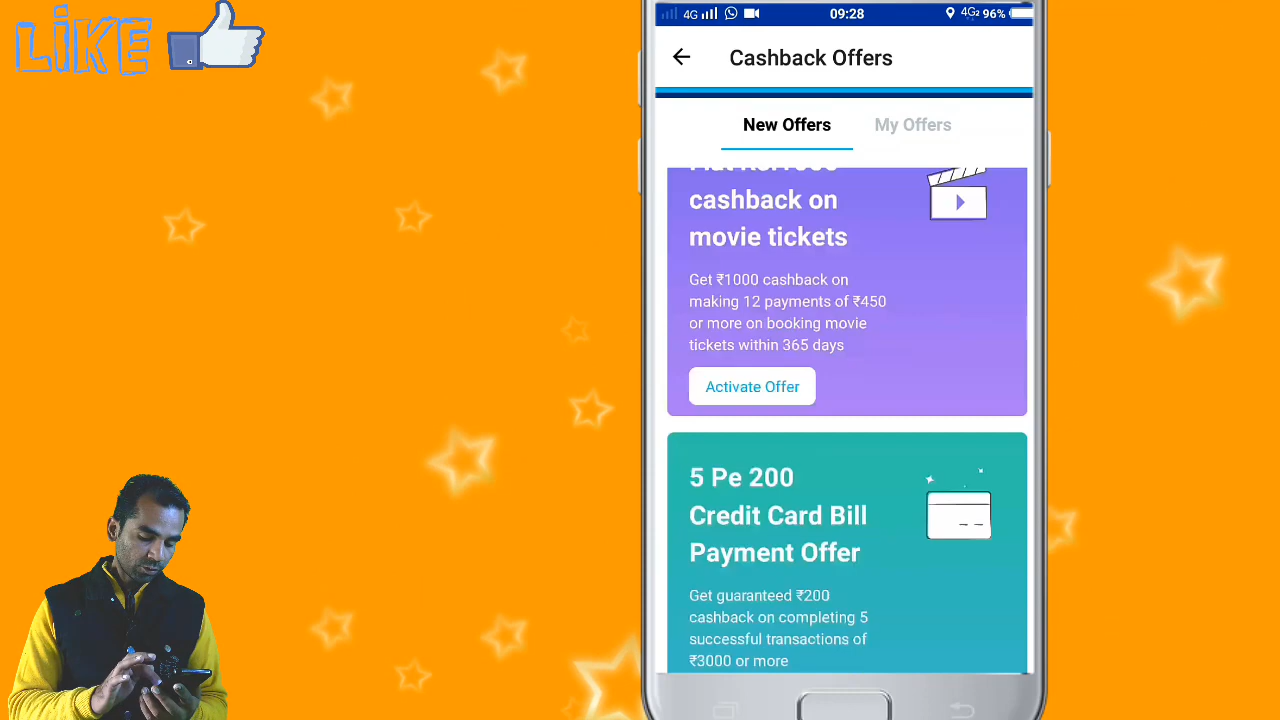 LIKE
4G 09:28 4G2 96%
Cashback Offers
New Offers My Offers
cashback on
movie tickets
Get ₹1000 cashback on
making 12 payments of ₹450
or more on booking movie
tickets within 365 days
Activate Offer
5 Pe 200
Credit Card Bill
Payment Offer
Get guaranteed ₹200
cashback on completing 5
successful transactions of
₹3000 or more